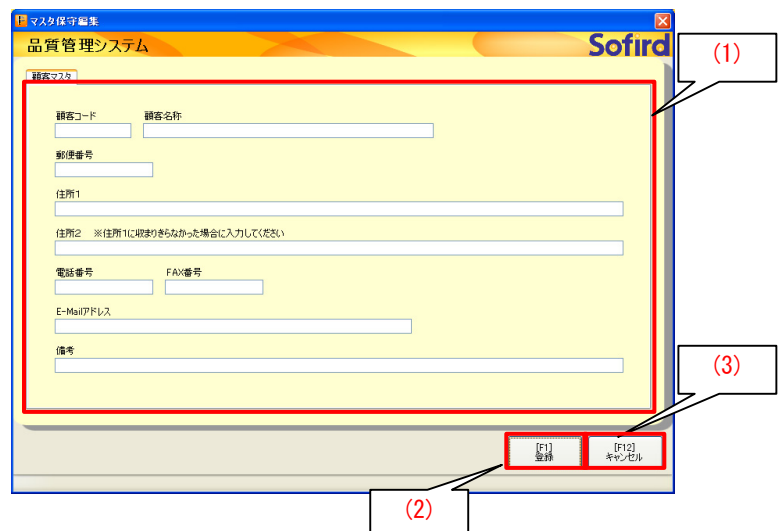 マスタ保守編集
品質管理システム
Sofird
(1)
顧客マスタ
顧客コード 顧客名称
郵便番号
住所1
住所2 ※住所1に収まりきらなかった場合に入力してください
電話番号 FAX番号
E-Mailアドレス
備考
(3)
[F1]
登録
[F12]
キャンセル
(2)